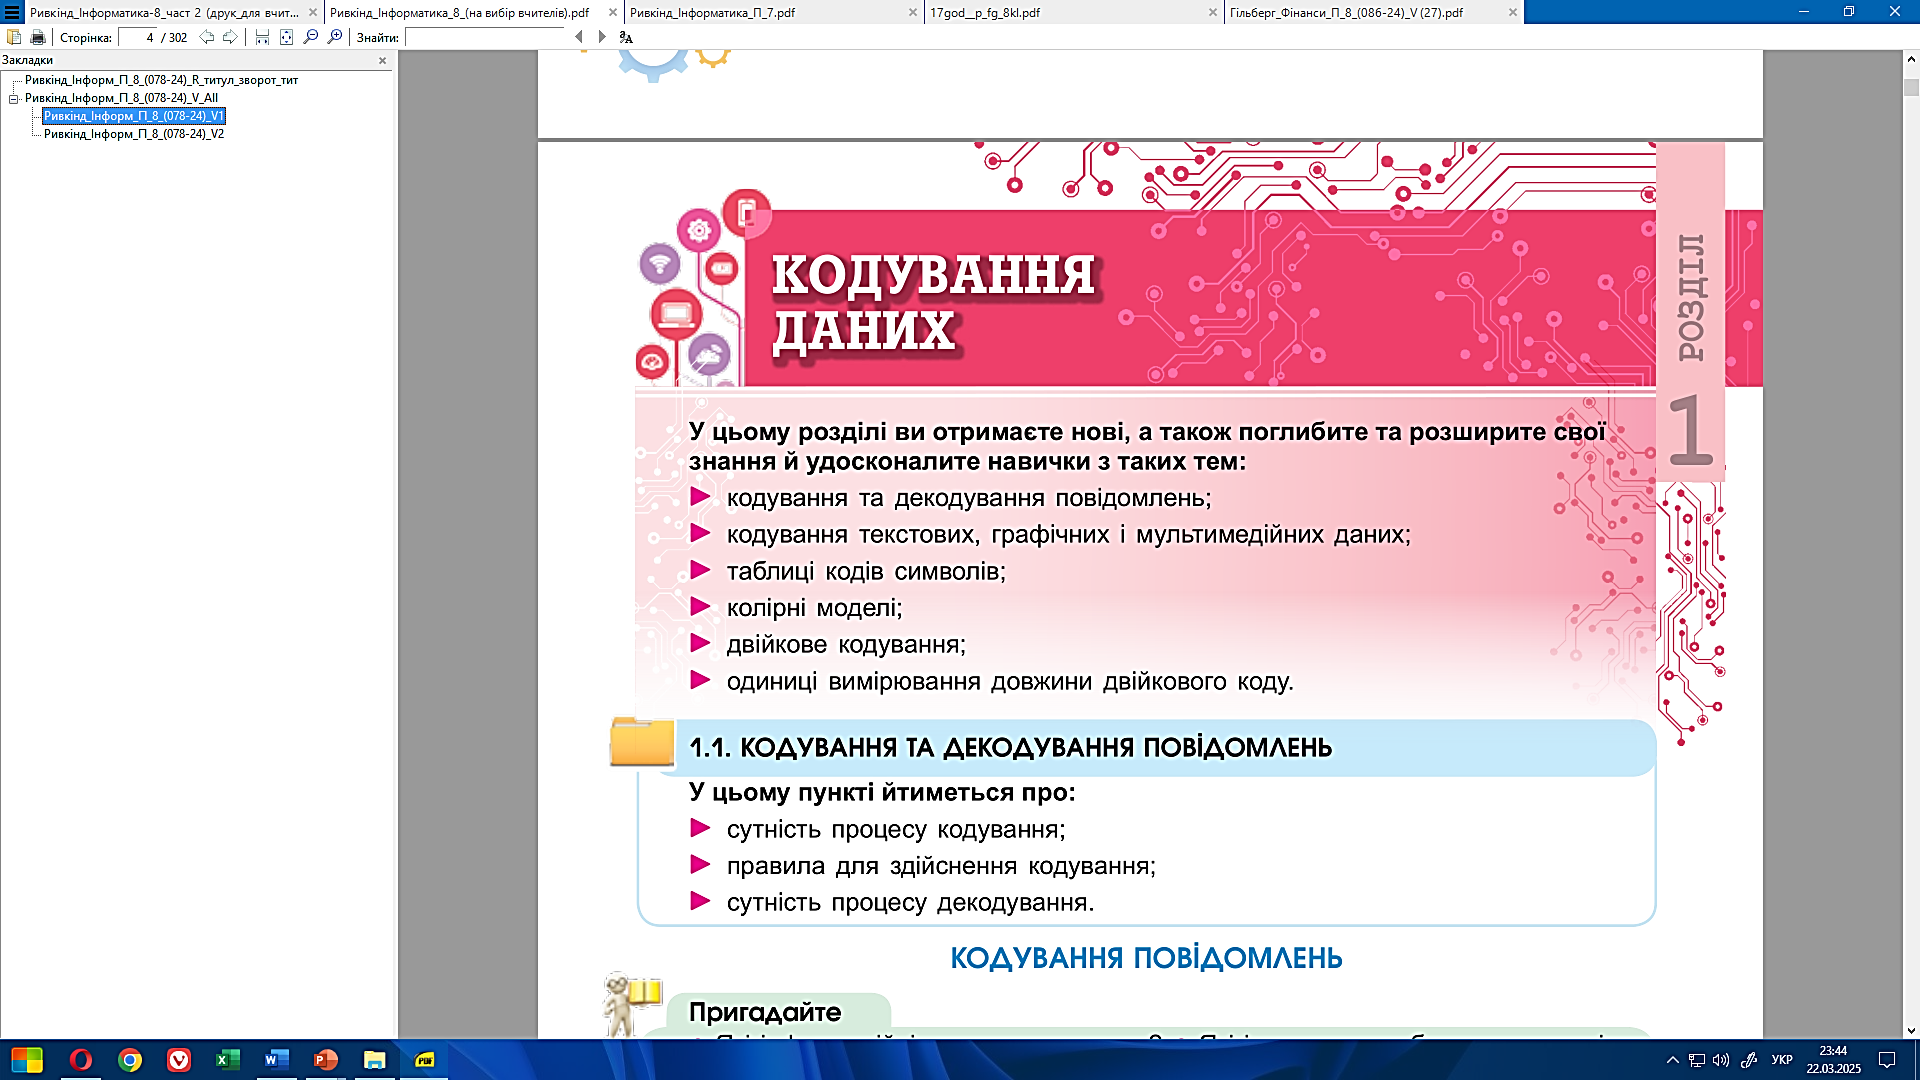 Ривкінд_Інформатика-8_част 2 (друк_для вчит...
Ривкінд_Інформатика_8_(на вибір вчителів).pdf
Ривкінд_Інформатика_П_7.pdf
17god__p_fg_8kl.pdf
Гільберг_Фінанси_П_8_(086-24)_V (27).pdf
Сторінка: 4 / 302
Знайти:
Закладки
Ривкінд_Інформ_П_8_(078-24)_R_титул_зворот_тит
Ривкінд_Інформ_П_8_(078-24)_V_All
Ривкінд_Інформ_П_8_(078-24)_V1
Ривкінд_Інформ_П_8_(078-24)_V2
КОДУВАННЯ
ДАНИХ
РОЗДІЛ
1
У цьому розділі ви отримаєте нові, а також поглибите та розширите свої
знання й удосконалите навички з таких тем:
кодування та декодування повідомлень;
кодування текстових, графічних і мультимедійних даних;
таблиці кодів символів;
колірні моделі;
двійкове кодування;
одиниці вимірювання довжини двійкового коду.
1.1. КОДУВАННЯ ТА ДЕКОДУВАННЯ ПОВІДОМЛЕНЬ
У цьому пункті йтиметься про:
сутність процесу кодування;
правила для здійснення кодування;
сутність процесу декодування.
КОДУВАННЯ ПОВІДОМЛЕНЬ
Пригадайте
PDF
УКР
23:44
22.03.2025